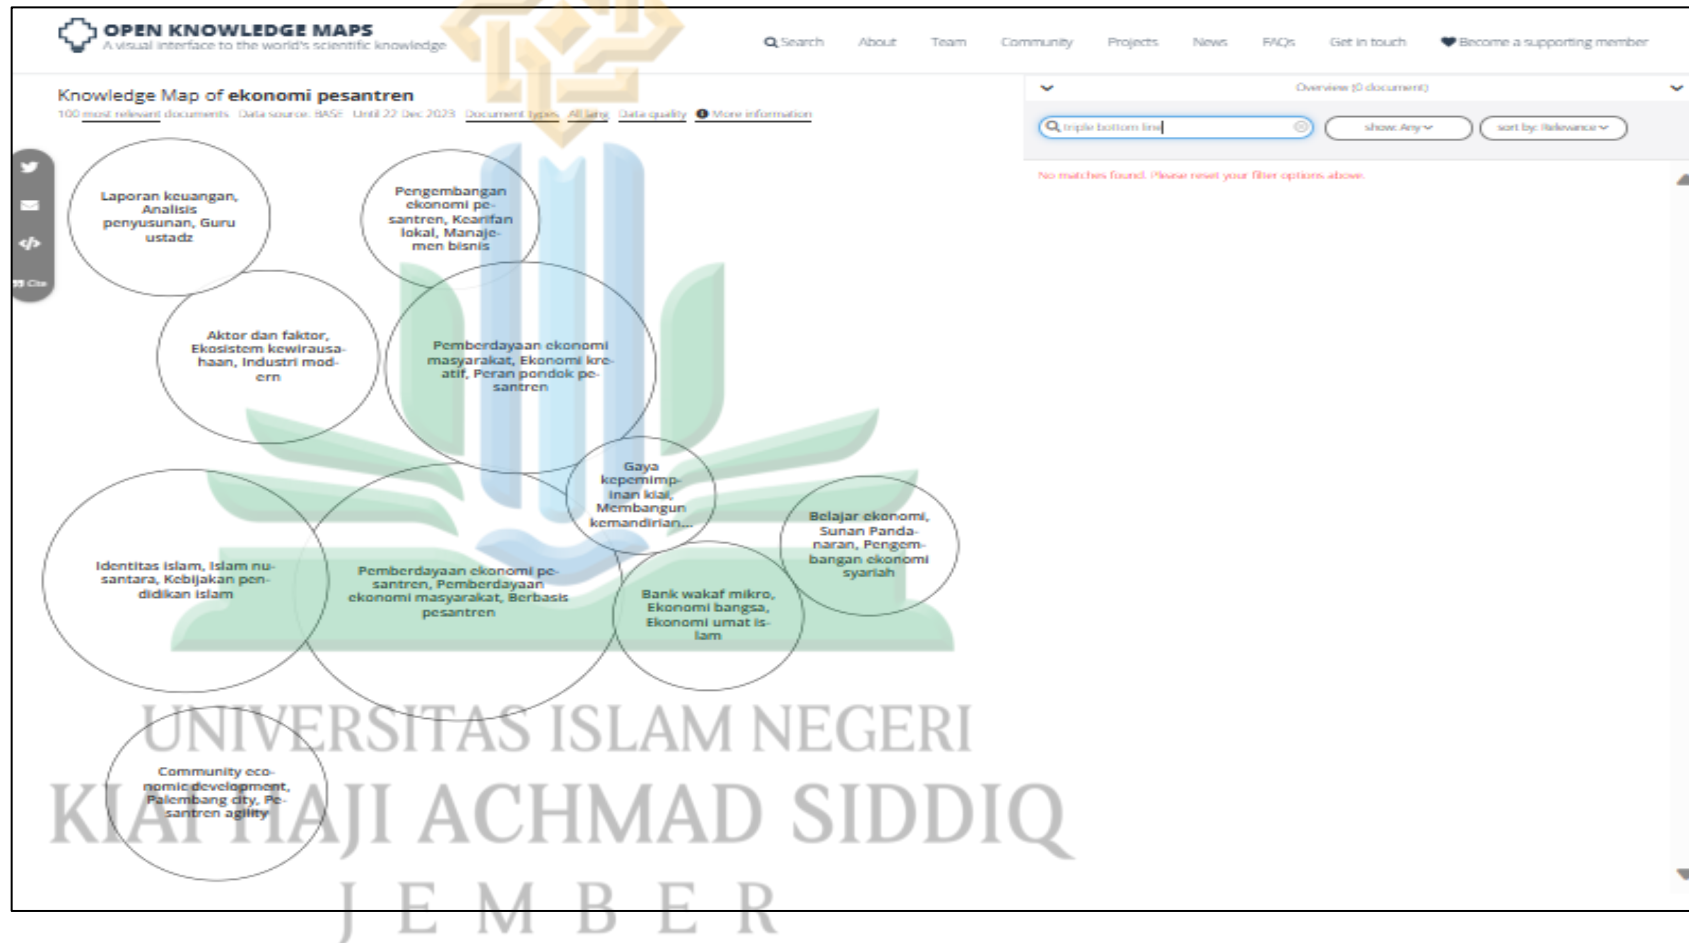 OPEN KNOWLEDGE MAPS
A visual interface to the world's scientific knowledge
Search About Team Community Projects News FAQs Get in touch Become a supporting member
Knowledge Map of ekonomi pesantren
100 most relevant documents Data source: BASE Until 22 Dec 2023 Document types All lang Data quality More information
Overview (0 document)
triple bottom line
show: Any
sort by: Relevance
No matches found. Please reset your filter options above.
Cite
Laporan keuangan,
Analisis
penyusunan, Guru
ustadz
Pengembangan
ekonomi pe-
santren, Kearifan
lokal, Manaje-
men bisnis
Aktor dan faktor,
Ekosistem kewirausa-
haan, Industri mod-
ern
Pemberdayaan ekonomi
masyarakat, Ekonomi kre-
atif, Peran pondok pe-
santren
Gaya
kepemimp-
inan kiai,
Membangun
kemandirian...
Belajar ekonomi,
Sunan Panda-
naran, Pengem-
bangan ekonomi
syariah
Identitas islam, Islam nu-
santara, Kebijakan pen-
didikan islam
Pemberdayaan ekonomi pe-
santren, Pemberdayaan
ekonomi masyarakat, Berbasis
pesantren
Bank wakaf mikro,
Ekonomi bangsa,
Ekonomi umat is-
lam
Community eco-
nomic development,
Palembang city, Pe-
santren agility
UNIVERSITAS ISLAM NEGERI
KIAI HAJI ACHMAD SIDDIQ
JEMBER